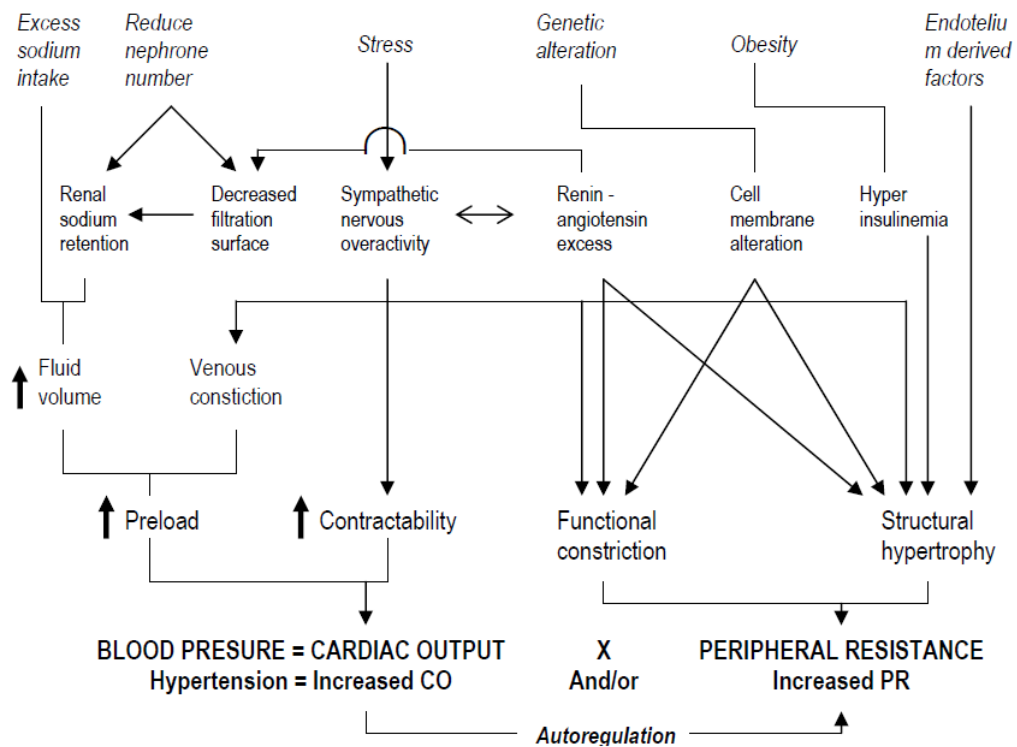 Excess
sodium
intake
Reduce
nephrone
number
Stress
Genetic
alteration
Obesity
Endoteliu
m derived
factors
Renal
sodium
retention
Decreased
filtration
surface
Sympathetic
nervous
overactivity
Renin -
angiotensin
excess
Cell
membrane
alteration
Hyper
insulinemia
Fluid
volume
Venous
constiction
Preload
Contractability
Functional
constriction
Structural
hypertrophy
BLOOD PRESURE = CARDIAC OUTPUT
Hypertension = Increased CO
X
And/or
PERIPHERAL RESISTANCE
Increased PR
Autoregulation